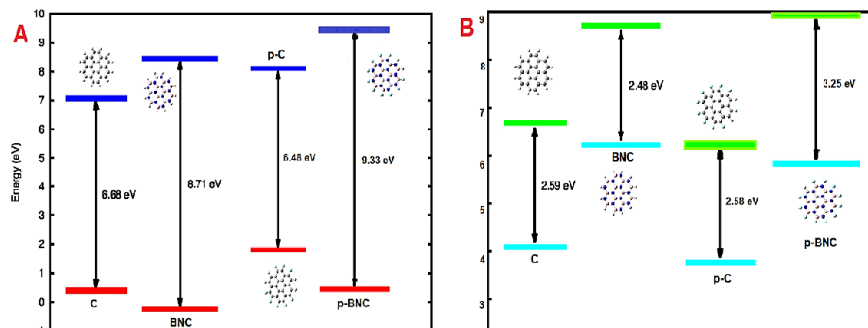 A
10
9
8
7
6
5
4
3
2
1
0
Energy (eV)
6.68 eV
8.71 eV
p-C
6.48 eV
9.33 eV
C
BNC
p-BNC
B
9
8
7
6
5
4
3
2.59 eV
C
2.48 eV
BNC
2.58 eV
p-C
3.25 eV
p-BNC